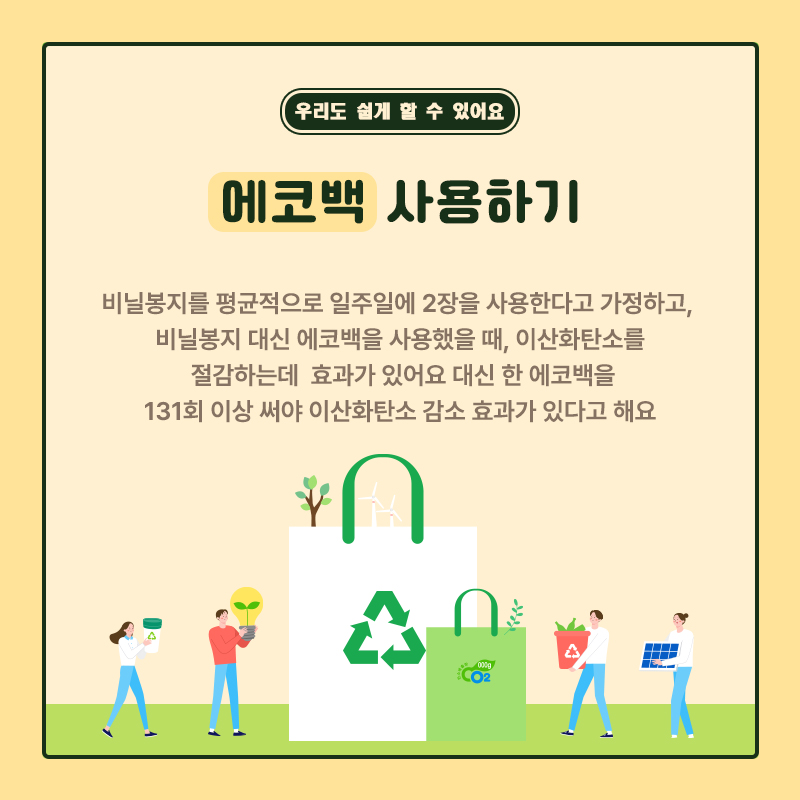 우리도 쉽게 할 수 있어요
에코백 사용하기
비닐봉지를 평균적으로 일주일에 2장을 사용한다고 가정하고,
비닐봉지 대신 에코백을 사용했을 때, 이산화탄소를
절감하는데 효과가 있어요 대신 한 에코백을
131회 이상 써야 이산화탄소 감소 효과가 있다고 해요
000g
CO2